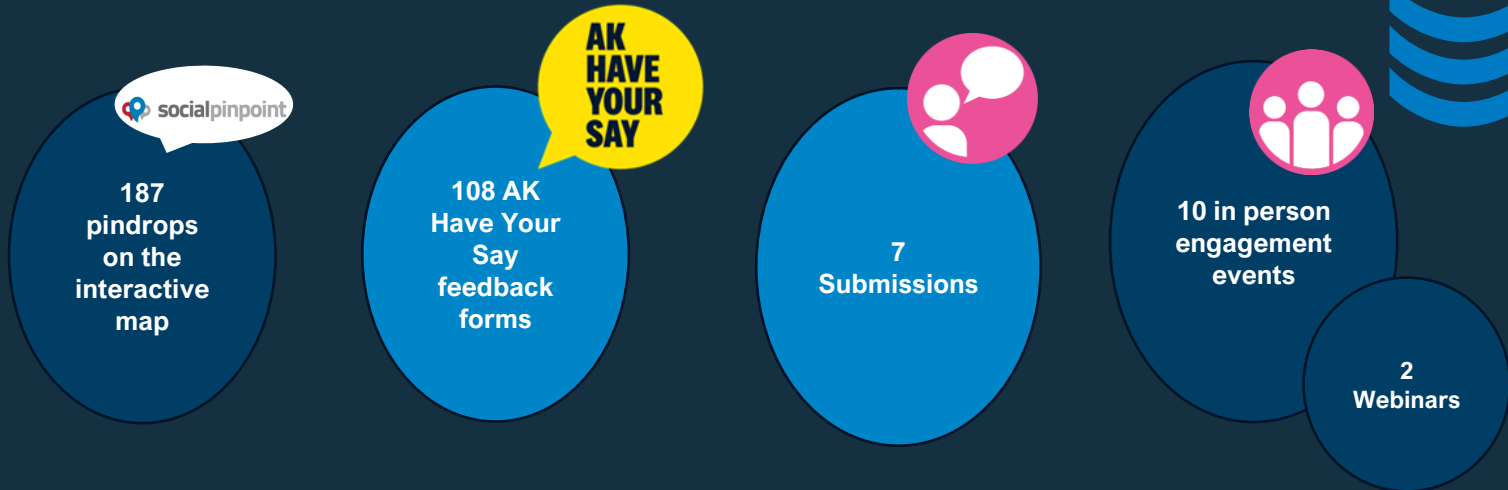 socialpinpoint
187
pindrops
on the
interactive
map
AK
HAVE
YOUR
SAY
108 AK
Have Your
Say
feedback
forms
7
Submissions
10 in person
engagement
events
2
Webinars